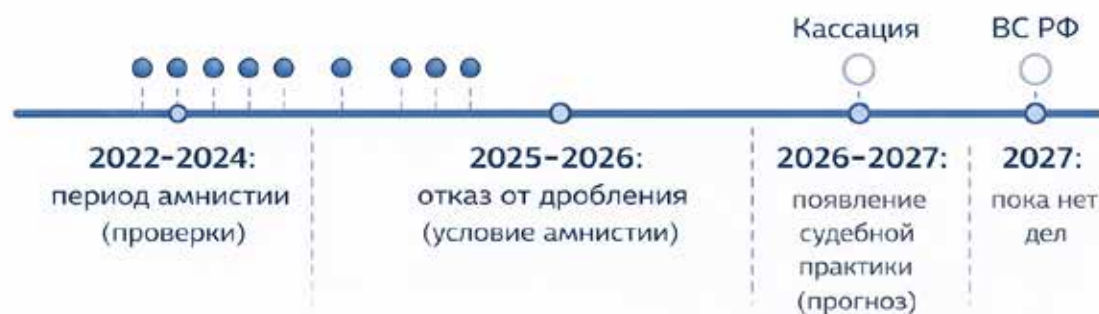 Кассация
ВС РФ
2022–2024:
период амнистии
(проверки)
2025–2026:
отказ от дробления
(условие амнистии)
2026–2027:
появление
судебной
практики
(прогноз)
2027:
пока нет
дел